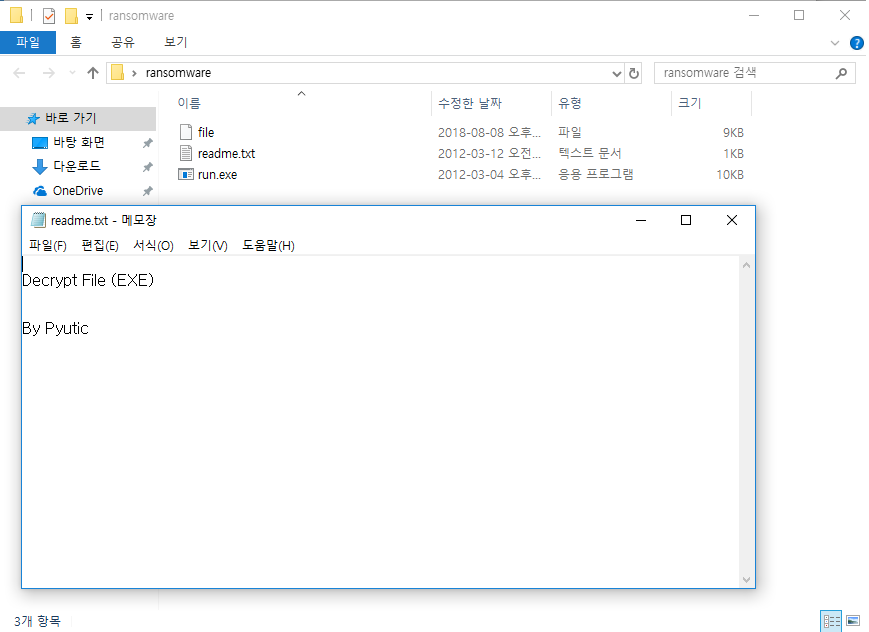 ransomware
파일 홈 공유 보기
ransomware ransomware 검색
이름 수정한 날짜 유형 크기
바로 가기
바탕 화면
다운로드
OneDrive
file 2018-08-08 오후... 파일 9KB
readme.txt 2012-03-12 오전... 텍스트 문서 1KB
run.exe 2012-03-04 오후... 응용 프로그램 10KB
readme.txt - 메모장
파일(F) 편집(E) 서식(O) 보기(V) 도움말(H)
Decrypt File (EXE)
By Pyutic
3개 항목